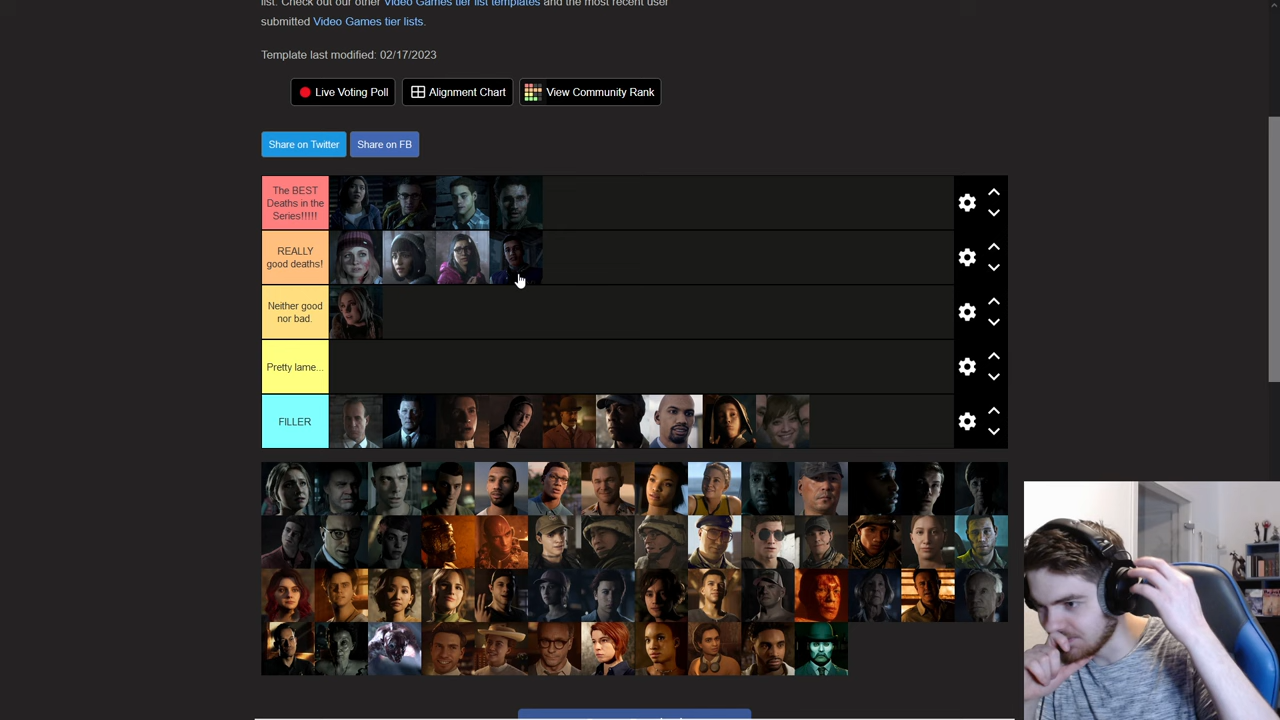 list. Check out our other Video Games tier list templates and the most recent user
submitted Video Games tier lists.
Template last modified: 02/17/2023
Live Voting Poll
Alignment Chart
View Community Rank
Share on Twitter
Share on FB
The BEST
Deaths in the
Series!!!!!
REALLY
good deaths!
Neither good
nor bad.
Pretty lame...
FILLER